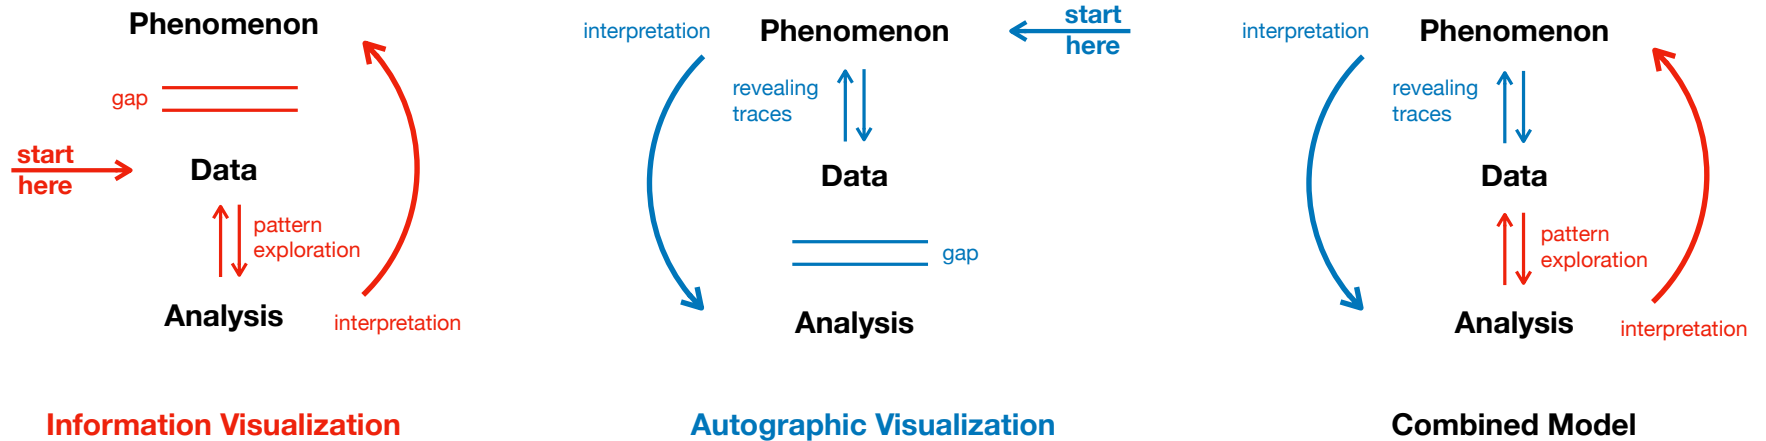 Phenomenon
gap
start
here
Data
pattern
exploration
Analysis
interpretation
Information Visualization
interpretation
Phenomenon
start
here
revealing
traces
Data
gap
Analysis
Autographic Visualization
interpretation
Phenomenon
revealing
traces
Data
pattern
exploration
Analysis
interpretation
Combined Model